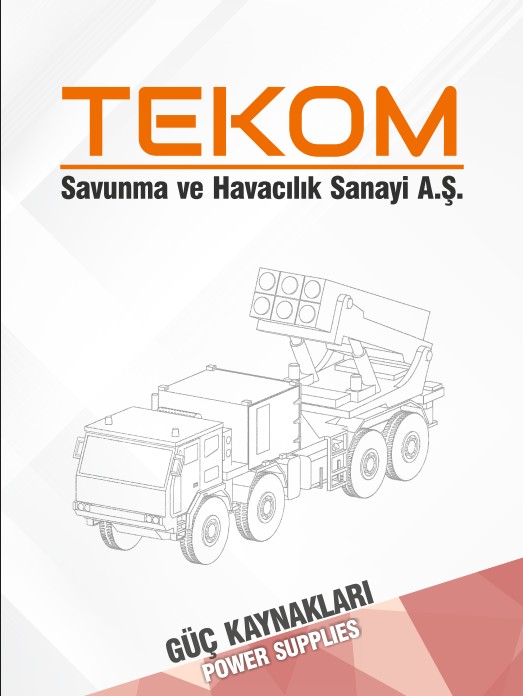 TEKOM
Savunma ve Havacılık Sanayi A.Ş.
GÜÇ KAYNAKLARI
POWER SUPPLIES